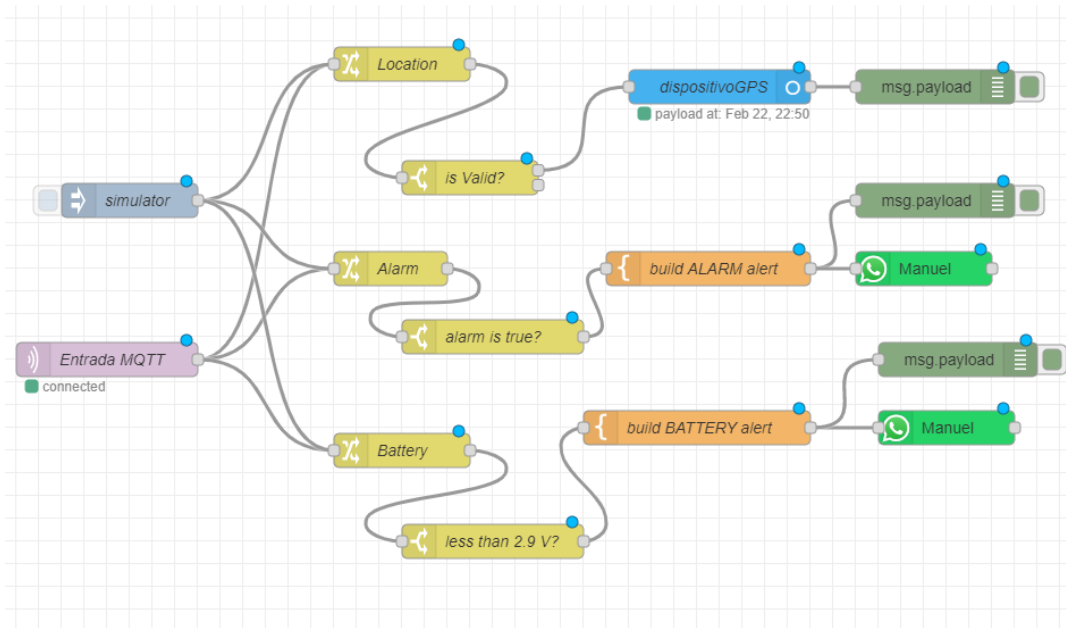 Location
dispositivoGPS
msg.payload
payload at: Feb 22, 22:50
is Valid?
simulator
msg.payload
Alarm
build ALARM alert
Manuel
alarm is true?
Entrada MQTT
msg.payload
connected
build BATTERY alert
Manuel
Battery
less than 2.9 V?